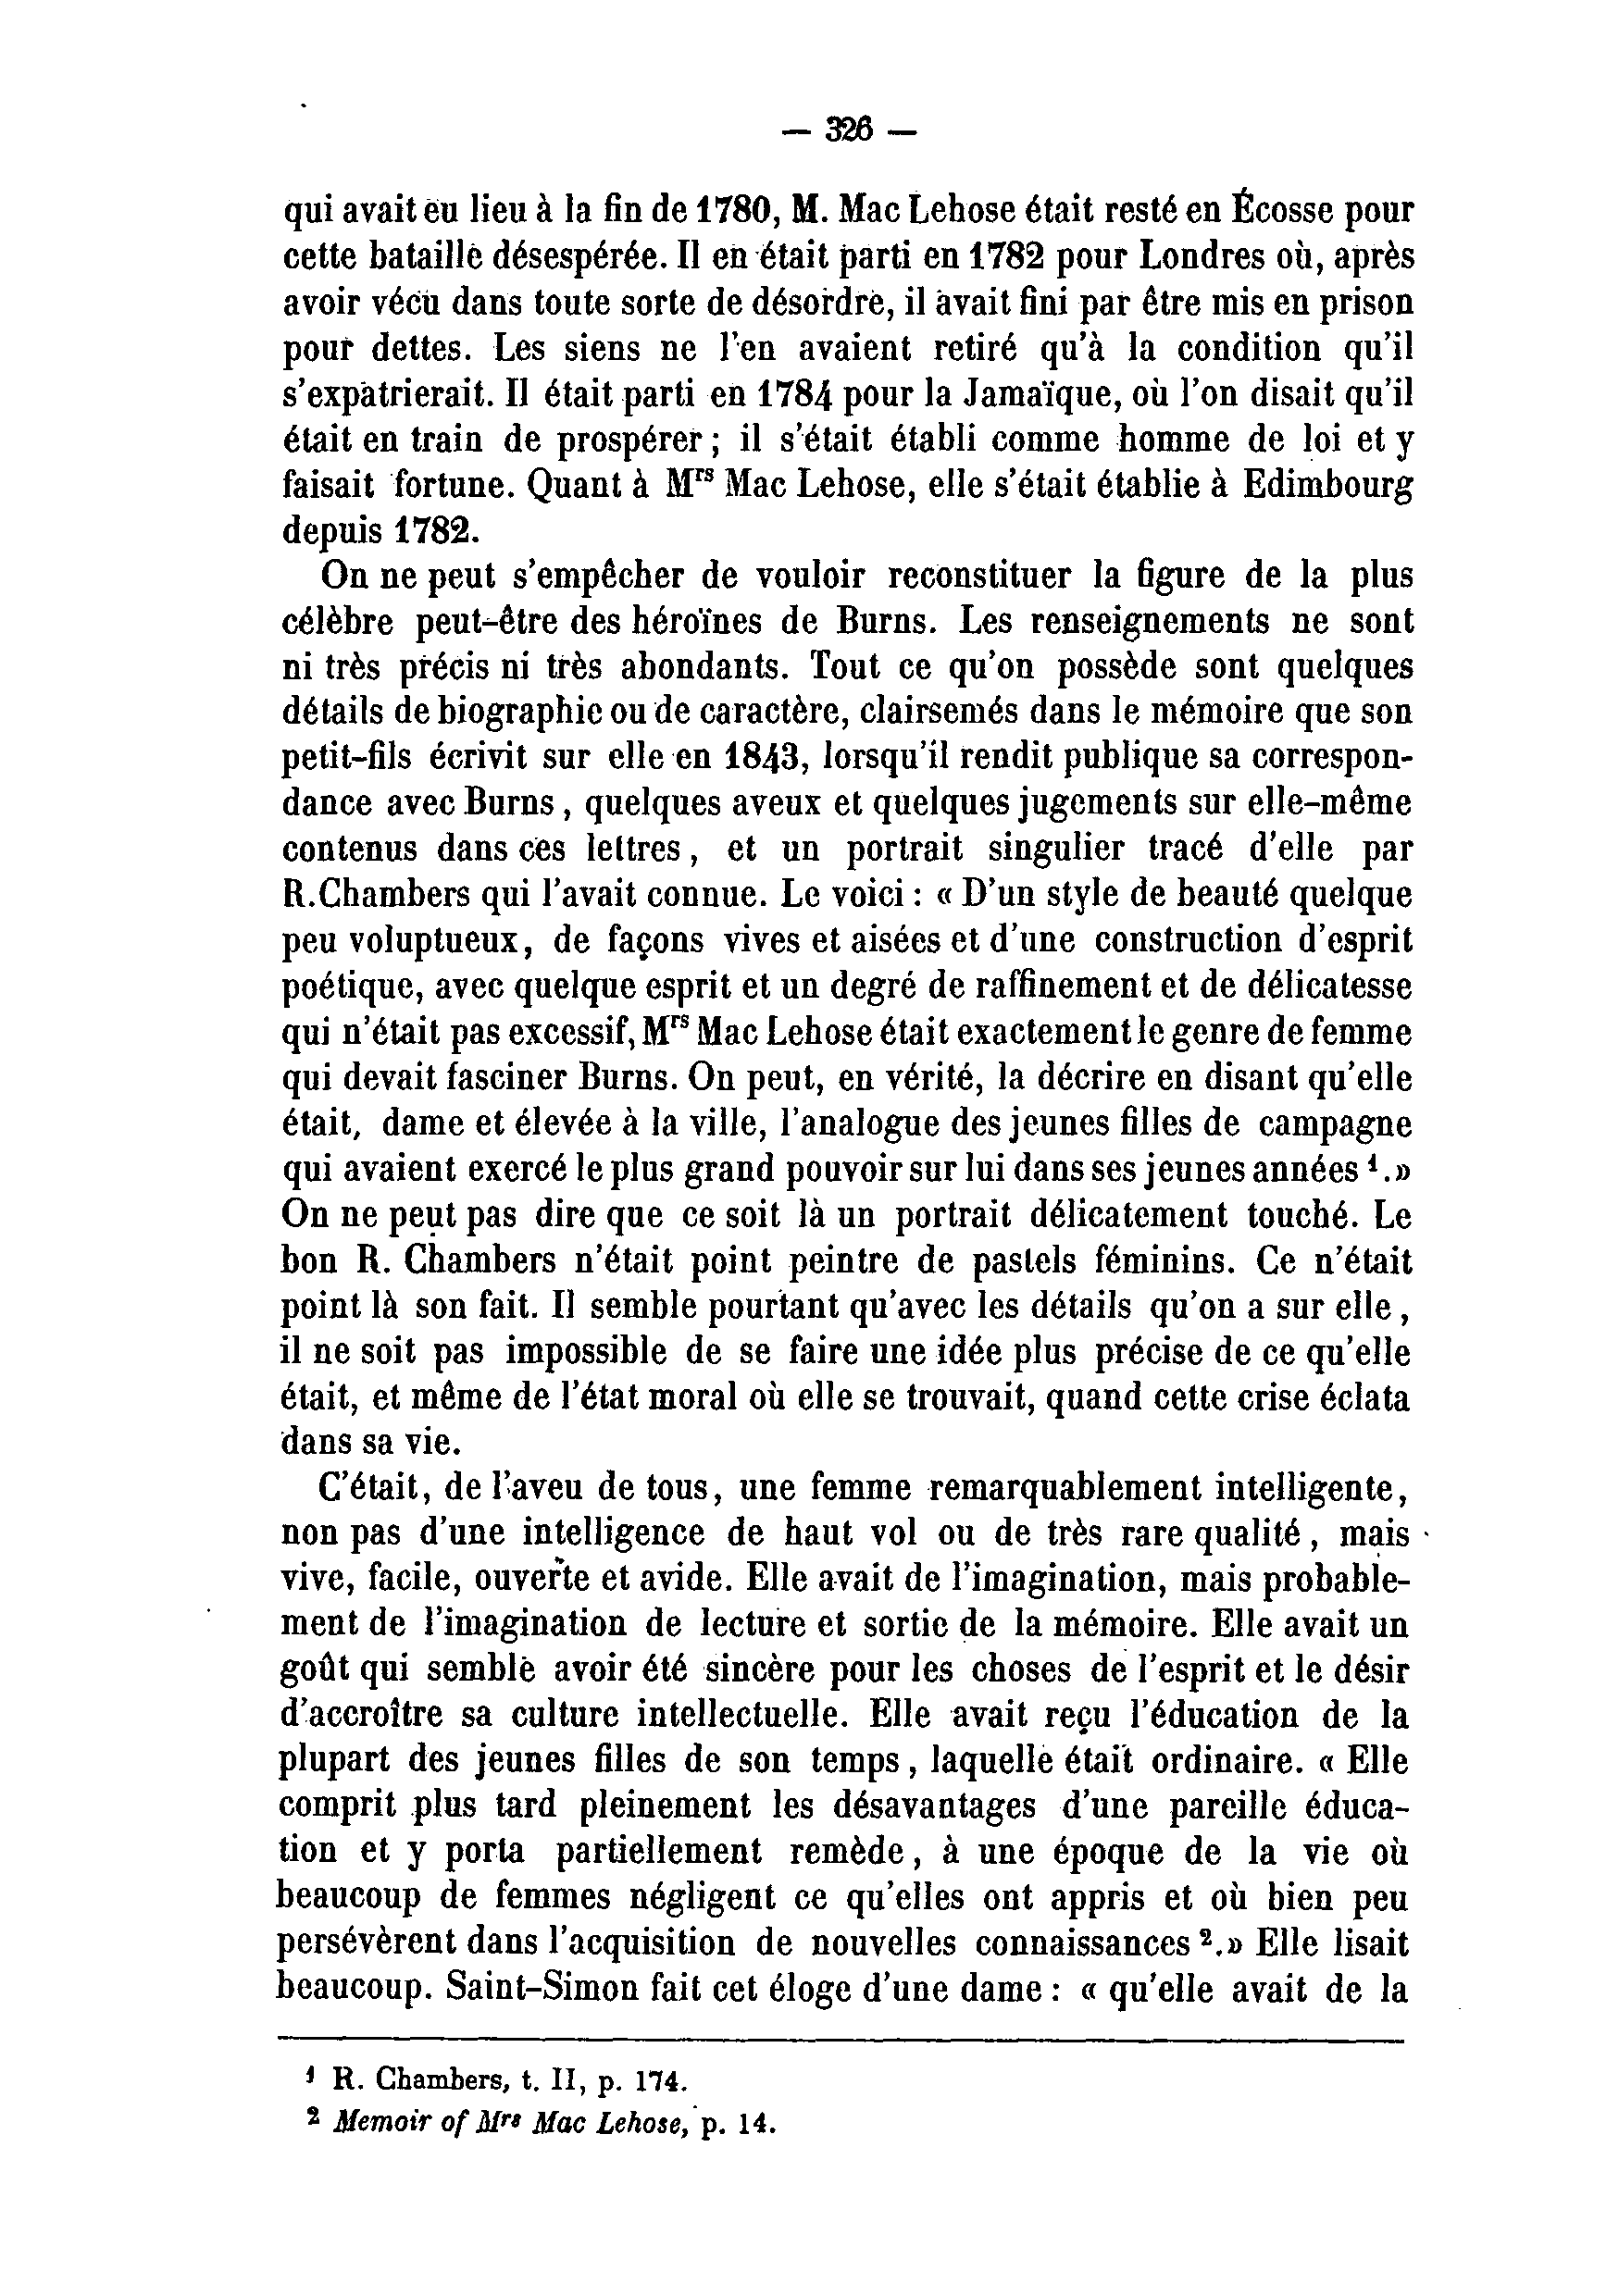 — 326 —
qui avait eu lieu à la fin de 1780, M. Mac Lehose était resté en Écosse pour
cette bataille désespérée. Il en était parti en 1782 pour Londres où, après
avoir vécu dans toute sorte de désordre, il avait fini par être mis en prison
pour dettes. Les siens ne l'en avaient retiré qu'à la condition qu'il
s'expatrierait. Il était parti en 1784 pour la Jamaïque, où l'on disait qu'il
était en train de prospérer ; il s'était établi comme homme de loi et y
faisait fortune. Quant à Mrs Mac Lehose, elle s'était établie à Edimbourg
depuis 1782.
On ne peut s'empêcher de vouloir reconstituer la figure de la plus
célèbre peut-être des héroïnes de Burns. Les renseignements ne sont
ni très précis ni très abondants. Tout ce qu'on possède sont quelques
détails de biographie ou de caractère, clairsemés dans le mémoire que son
petit-fils écrivit sur elle en 1843, lorsqu'il rendit publique sa correspon-
dance avec Burns, quelques aveux et quelques jugements sur elle-même
contenus dans ces lettres, et un portrait singulier tracé d'elle par
R.Chambers qui l'avait connue. Le voici : « D'un style de beauté quelque
peu voluptueux, de façons vives et aisées et d'une construction d'esprit
poétique, avec quelque esprit et un degré de raffinement et de délicatesse
qui n'était pas excessif, Mrs Mac Lehose était exactement le genre de femme
qui devait fasciner Burns. On peut, en vérité, la décrire en disant qu'elle
était, dame et élevée à la ville, l'analogue des jeunes filles de campagne
qui avaient exercé le plus grand pouvoir sur lui dans ses jeunes années ¹.»
On ne peut pas dire que ce soit là un portrait délicatement touché. Le
bon R. Chambers n'était point peintre de pastels féminins. Ce n'était
point là son fait. Il semble pourtant qu'avec les détails qu'on a sur elle,
il ne soit pas impossible de se faire une idée plus précise de ce qu'elle
était, et même de l'état moral où elle se trouvait, quand cette crise éclata
dans sa vie.
C'était, de l'aveu de tous, une femme remarquablement intelligente,
non pas d'une intelligence de haut vol ou de très rare qualité, mais
vive, facile, ouverte et avide. Elle avait de l'imagination, mais probable-
ment de l'imagination de lecture et sortie de la mémoire. Elle avait un
goût qui semble avoir été sincère pour les choses de l'esprit et le désir
d'accroître sa culture intellectuelle. Elle avait reçu l'éducation de la
plupart des jeunes filles de son temps, laquelle était ordinaire. « Elle
comprit plus tard pleinement les désavantages d'une pareille éduca-
tion et y porta partiellement remède, à une époque de la vie où
beaucoup de femmes négligent ce qu'elles ont appris et où bien peu
persévèrent dans l'acquisition de nouvelles connaissances ².» Elle lisait
beaucoup. Saint-Simon fait cet éloge d'une dame : « qu'elle avait de la
¹ R. Chambers, t. II, p. 174.
² Memoir of Mrs Mac Lehose, p. 14.